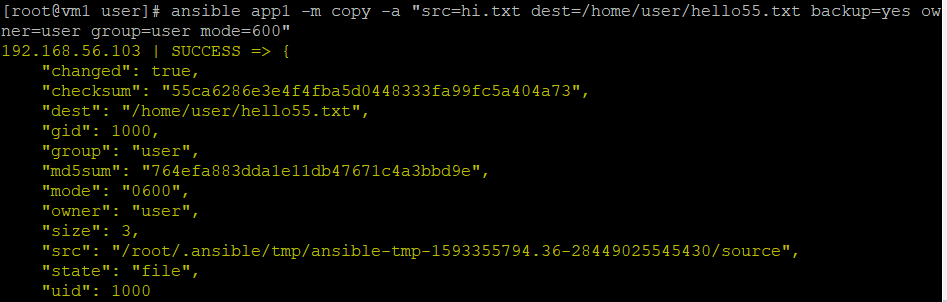 [root@vm1 user]# ansible app1 -m copy -a "src=hi.txt dest=/home/user/hello55.txt backup=yes ow
ner=user group=user mode=600"
192.168.56.103 | SUCCESS => {
    "changed": true,
    "checksum": "55ca6286e3e4f4fba5d0448333fa99fc5a404a73",
    "dest": "/home/user/hello55.txt",
    "gid": 1000,
    "group": "user",
    "md5sum": "764efa883dda1e11db47671c4a3bbd9e",
    "mode": "0600",
    "owner": "user",
    "size": 3,
    "src": "/root/.ansible/tmp/ansible-tmp-1593355794.36-28449025545430/source",
    "state": "file",
    "uid": 1000